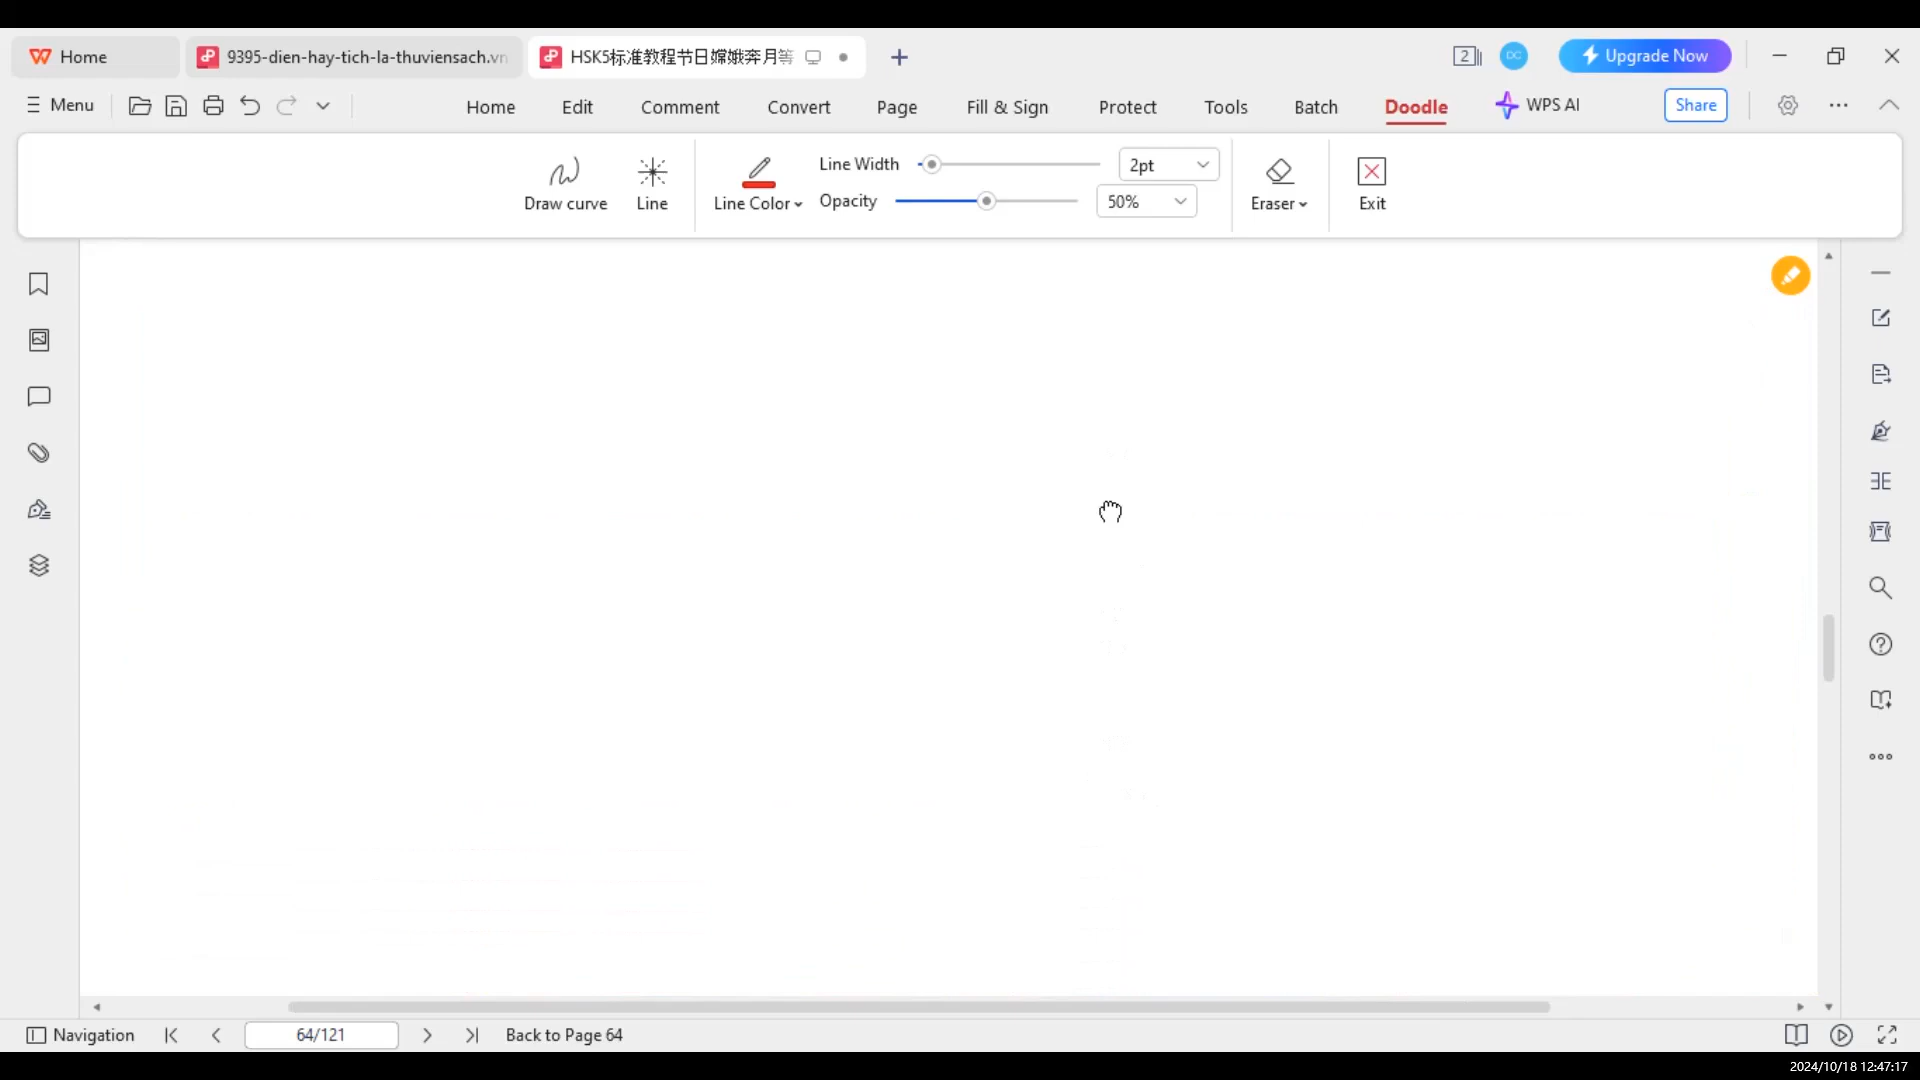 Home
9395-dien-hay-tich-la-thuviensach.vn
HSK5标准教程节日嫦娥奔月等
2
DC
Upgrade Now
Menu
Home
Edit
Comment
Convert
Page
Fill & Sign
Protect
Tools
Batch
Doodle
WPS AI
Share
Draw curve
Line
Line Color
Line Width
2pt
Opacity
50%
Eraser
Exit
Navigation
64/121
Back to Page 64
2024/10/18 12:47:17